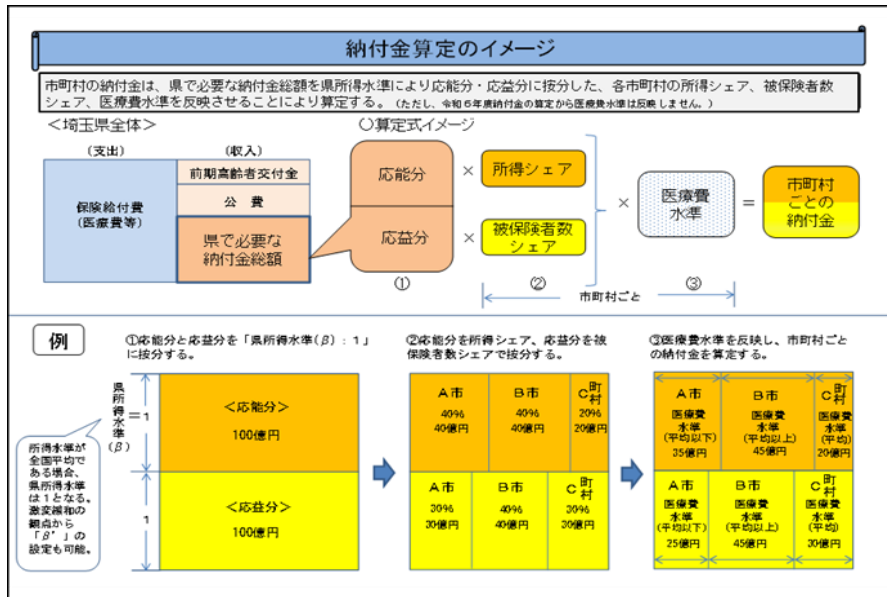 納付金算定のイメージ
市町村の納付金は、県で必要な納付金総額を県所得水準により応能分・応益分に按分した、各市町村の所得シェア、被保険者数
シェア、医療費水準を反映させることにより算定する。（ただし、令和６年度納付金の算定から医療費水準は反映しません。）
＜埼玉県全体＞
〇算定式イメージ
(支出)
(収入)
保険給付費
(医療費等)
前期高齢者交付金
公 費
県で必要な
納付金総額
応能分
×
所得シェア
応益分
×
被保険者数
シェア
×
医療費
水準
＝
市町村
ごとの
納付金
①
②
③
市町村ごと
例
①応能分と応益分を「県所得水準(β)：1」
に按分する。
県所得水準(β)
＝
1
1
所得水準が
全国平均で
ある場合、
県所得水準
は1となる。
激変緩和の
観点から
「β'」の
設定も可能。
＜応能分＞
100億円
＜応益分＞
100億円
②応能分を所得シェア、応益分を被
保険者数シェアで按分する。
A市
40%
40億円
B市
40%
40億円
C町村
20%
20億円
A市
30%
30億円
B市
40%
40億円
C町村
30%
30億円
③医療費水準を反映し、市町村ごと
の納付金を算定する。
A市
医療費
水準
(平均以下)
35億円
B市
医療費
水準
(平均以上)
45億円
C町村
医療費
水準
(平均)
20億円
A市
医療費
水準
(平均以下)
25億円
B市
医療費
水準
(平均以上)
45億円
C町村
医療費
水準
(平均)
30億円